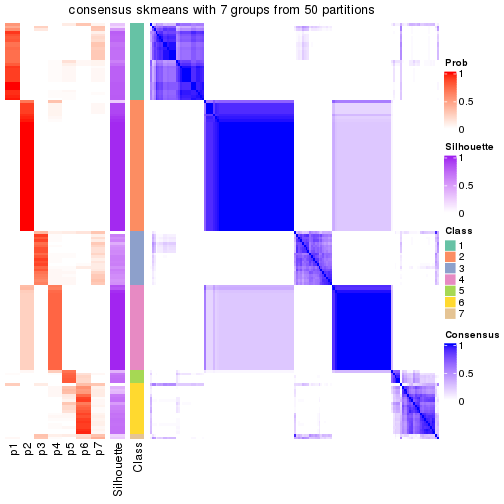 consensus skmeans with 7 groups from 50 partitions
Prob
1
0.5
0
Silhouette
1
0.5
0
Class
1
2
3
4
5
6
7
Consensus
1
0.5
0
p1
p2
p3
p4
p5
p6
p7
Silhouette
Class